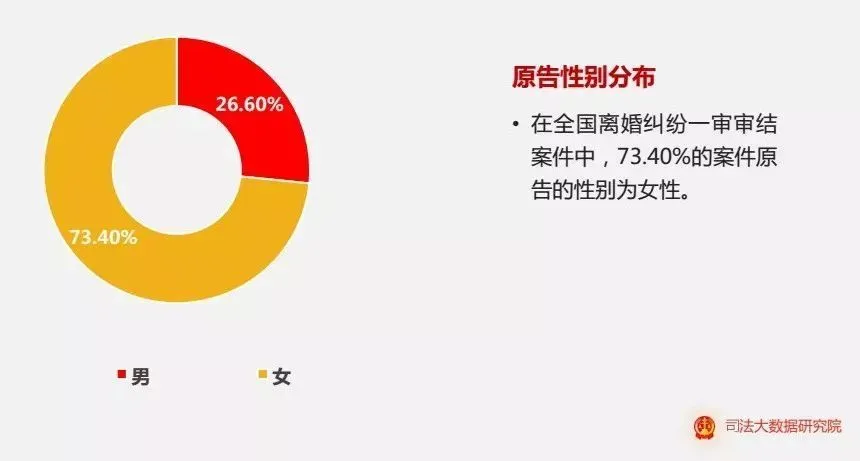 26.60%
73.40%
男
女
原告性别分布
• 在全国离婚纠纷一审审结
案件中，73.40%的案件原
告的性别为女性。
司法大数据研究院